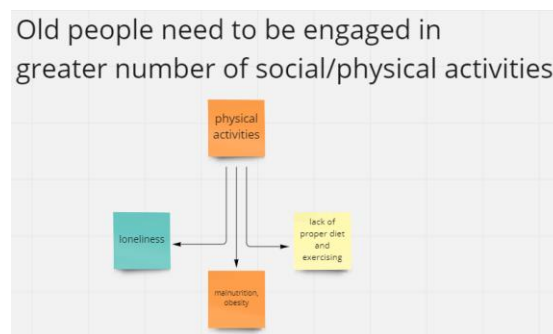 Old people need to be engaged in
greater number of social/physical activities
physical
activities
loneliness
lack of
proper diet
and
exercising
malnutrition,
obesity